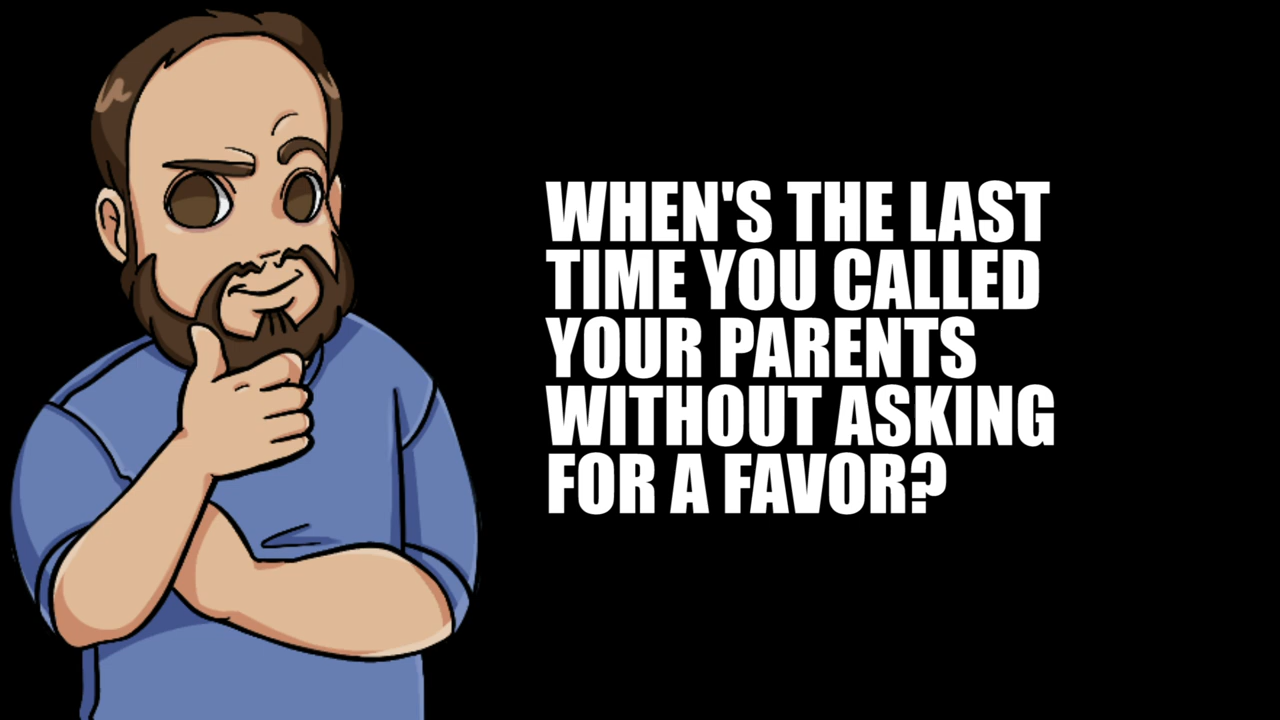 WHEN'S THE LAST
TIME YOU CALLED
YOUR PARENTS
WITHOUT ASKING
FOR A FAVOR?